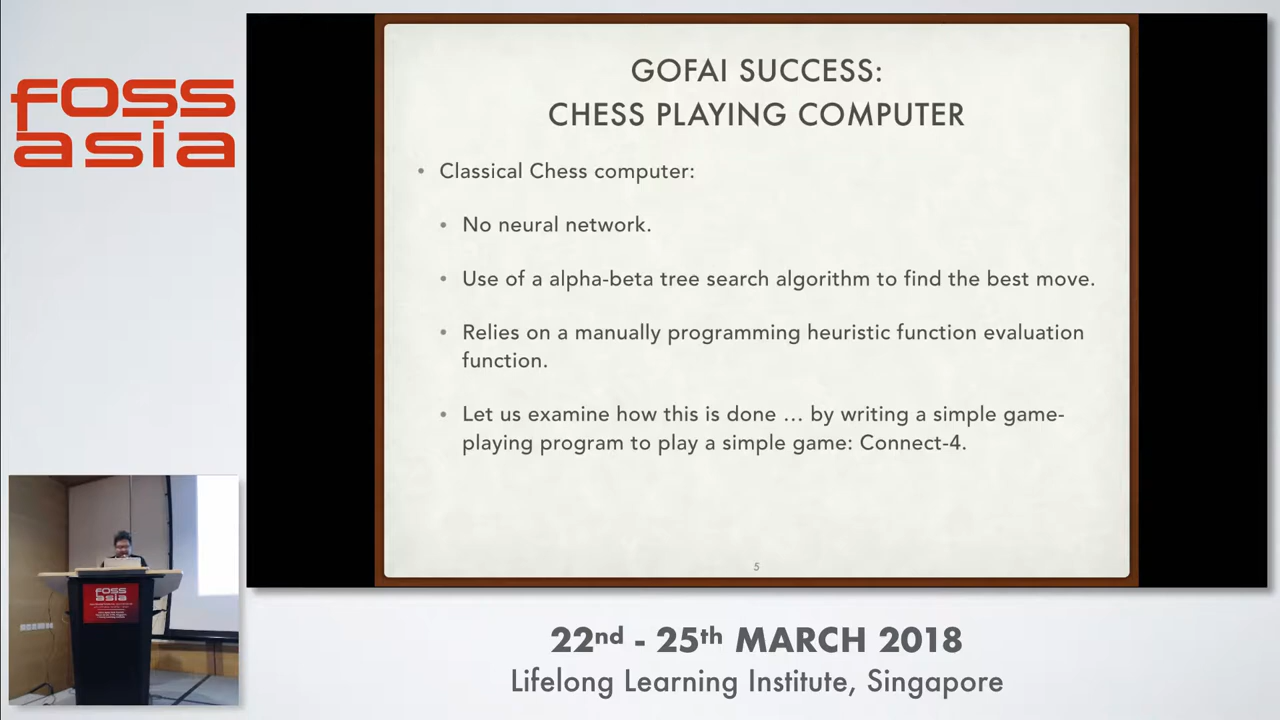 foss
asia
GOFAI SUCCESS:
CHESS PLAYING COMPUTER
• Classical Chess computer:
• No neural network.
• Use of a alpha-beta tree search algorithm to find the best move.
• Relies on a manually programming heuristic function evaluation
function.
• Let us examine how this is done … by writing a simple game-
playing program to play a simple game: Connect-4.
5
foss
asia
22nd - 25th MARCH 2018
Lifelong Learning Institute, Singapore